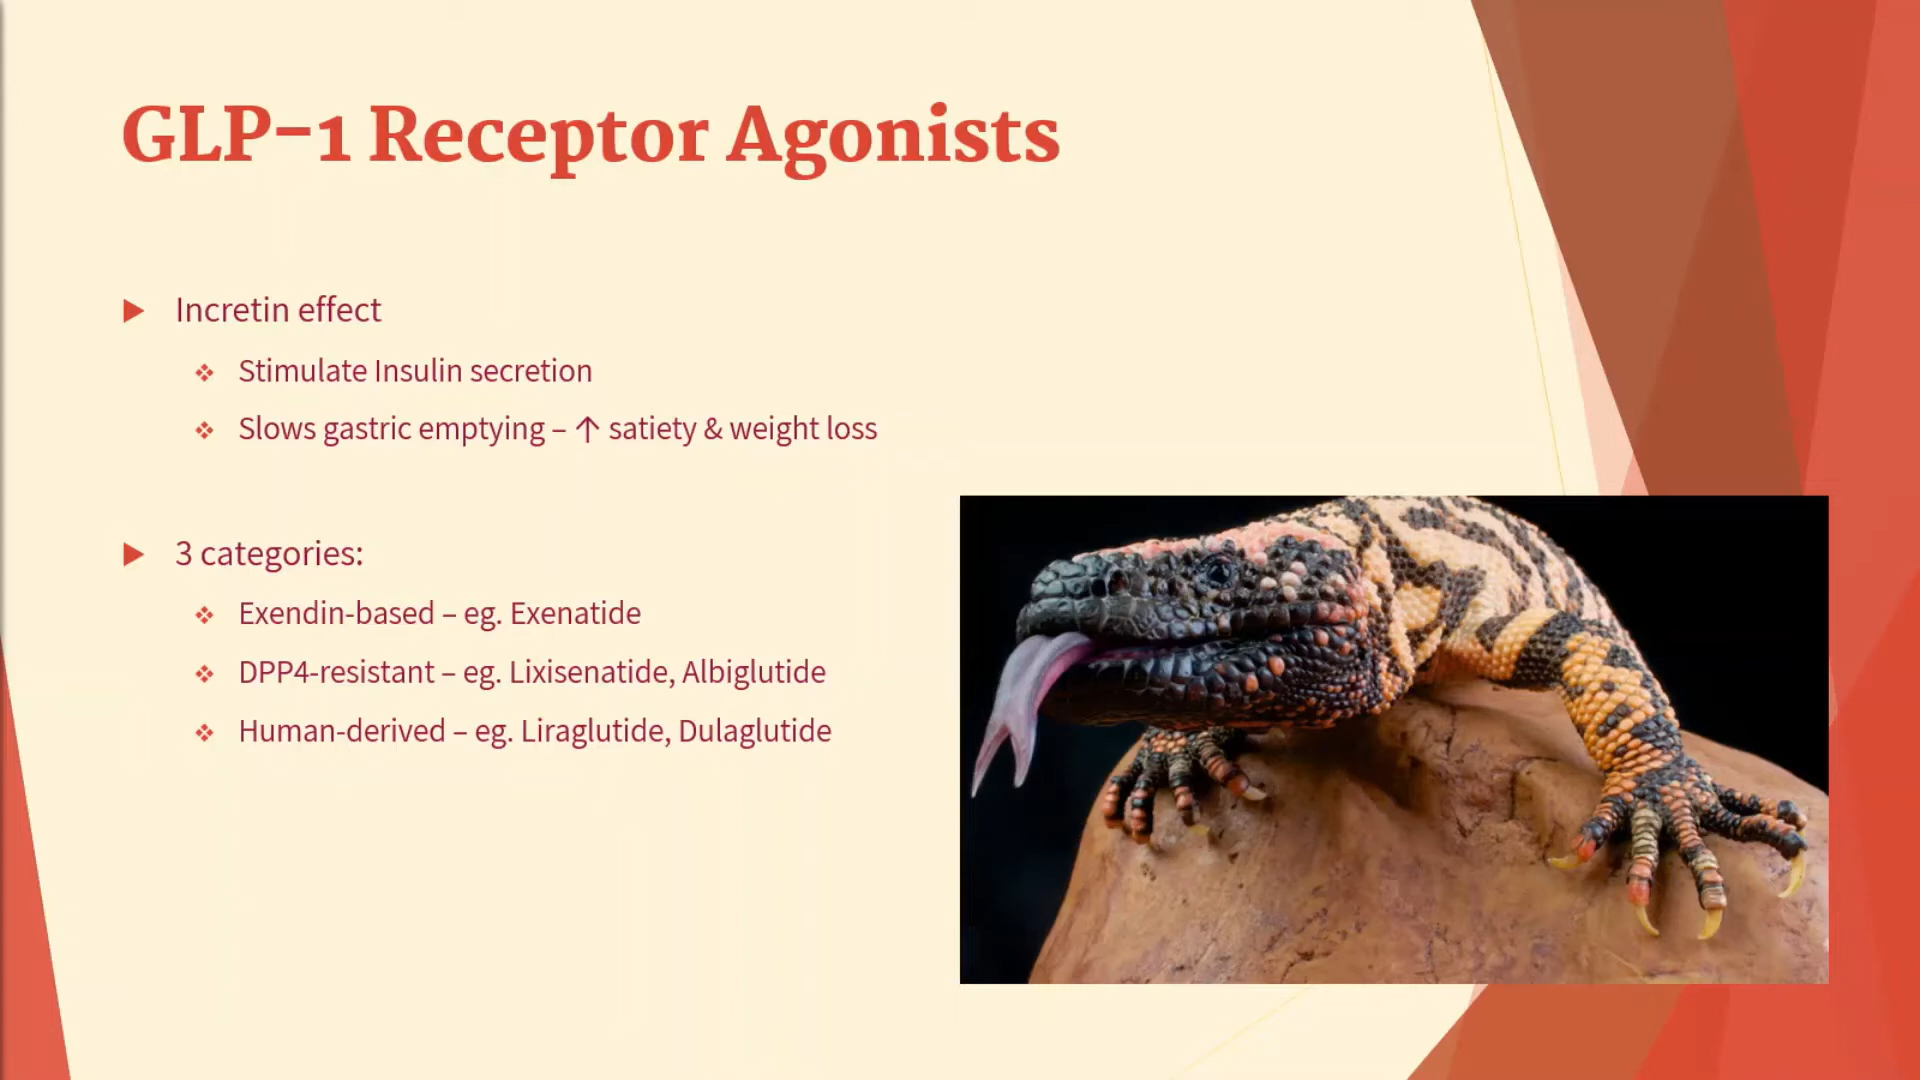 GLP-1 Receptor Agonists
Incretin effect
Stimulate Insulin secretion
Slows gastric emptying – ↑ satiety & weight loss
3 categories:
Exendin-based – eg. Exenatide
DPP4-resistant – eg. Lixisenatide, Albiglutide
Human-derived – eg. Liraglutide, Dulaglutide